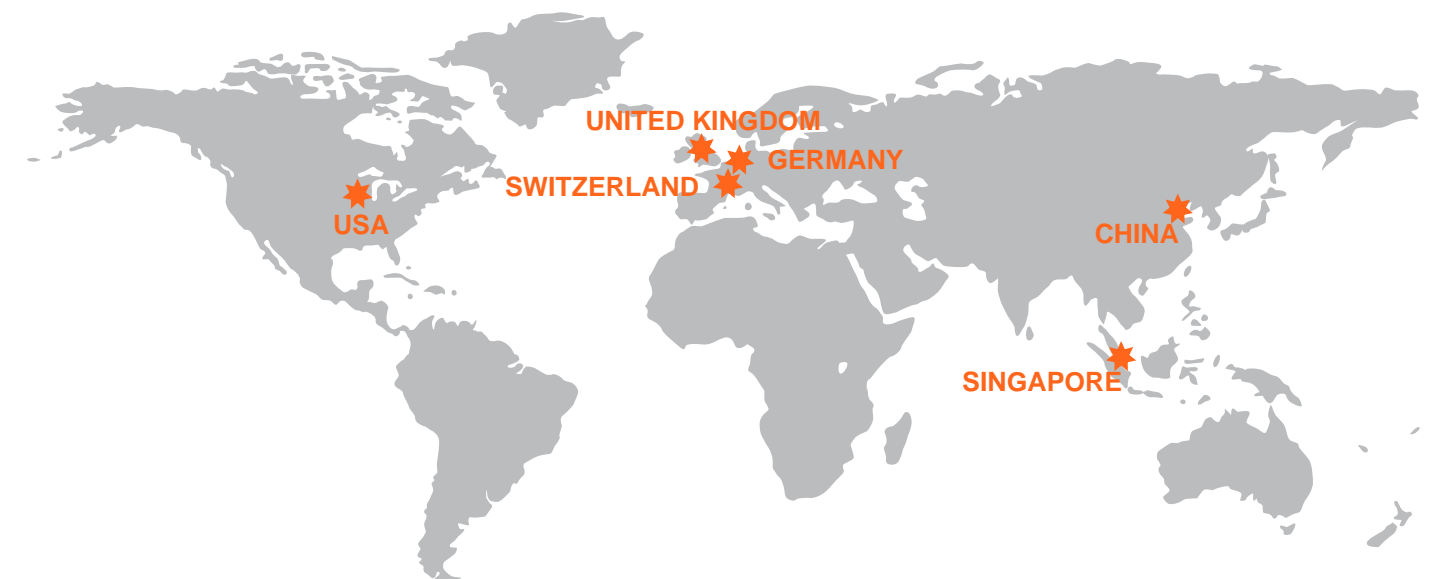 UNITED KINGDOM
GERMANY
SWITZERLAND
USA
CHINA
SINGAPORE